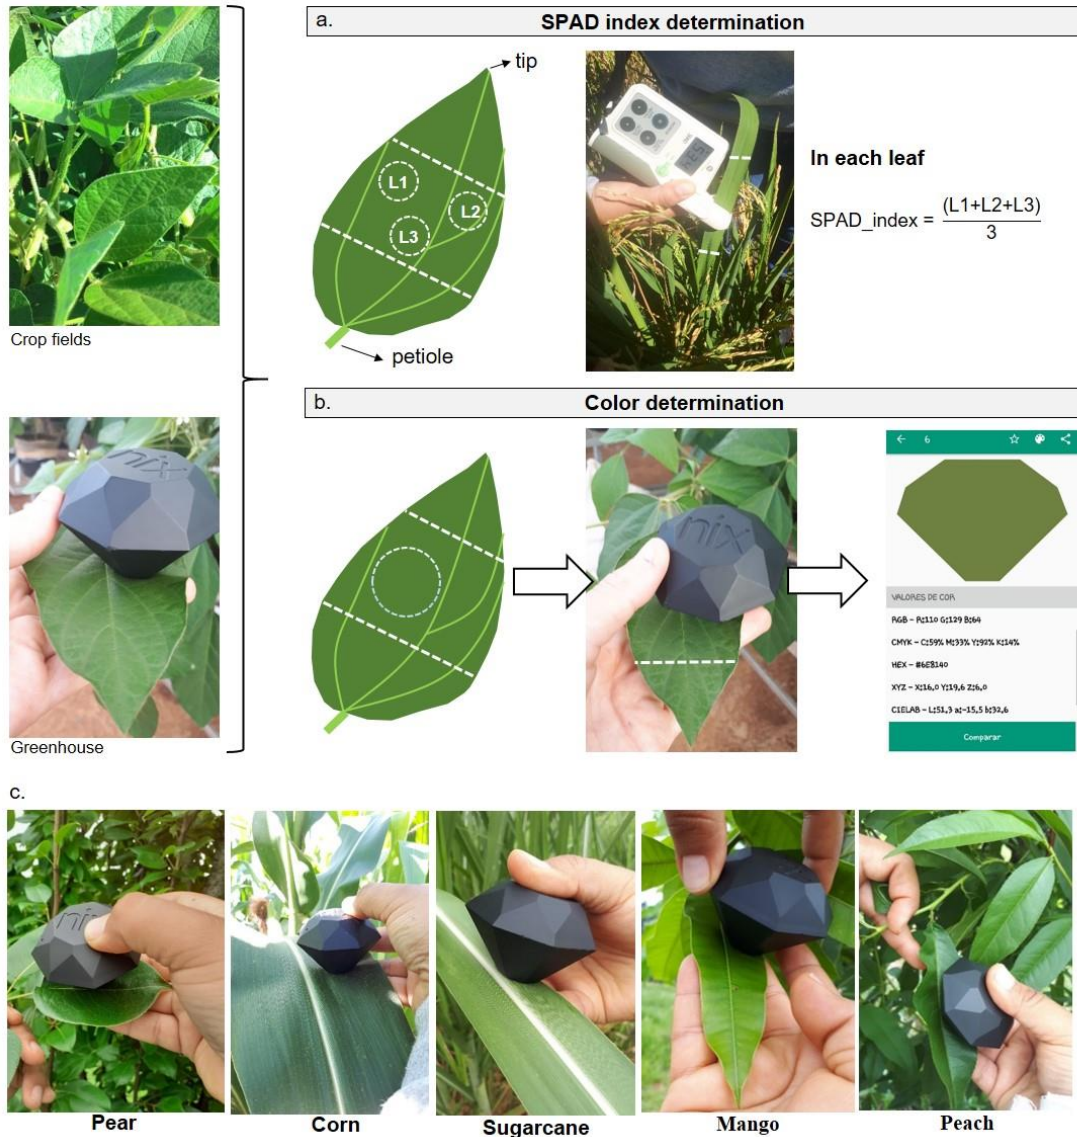 a.
SPAD index determination
tip
L1
L2
L3
petiole
In each leaf
SPAD_index = (L1+L2+L3)
3
Crop fields
b.
Color determination
nix
nix
6
VALORES DE COR
RGB - R:110 G:129 B:64
CMYK - C:59% M:33% Y:92% K:14%
HEX - #6E8140
XYZ - X:16.0 Y:19.6 Z:6.0
CIELAB - L:51.3 a:-15.5 b:32.6
Comparar
Greenhouse
c.
nix
Pear
Corn
Sugarcane
Mango
Peach